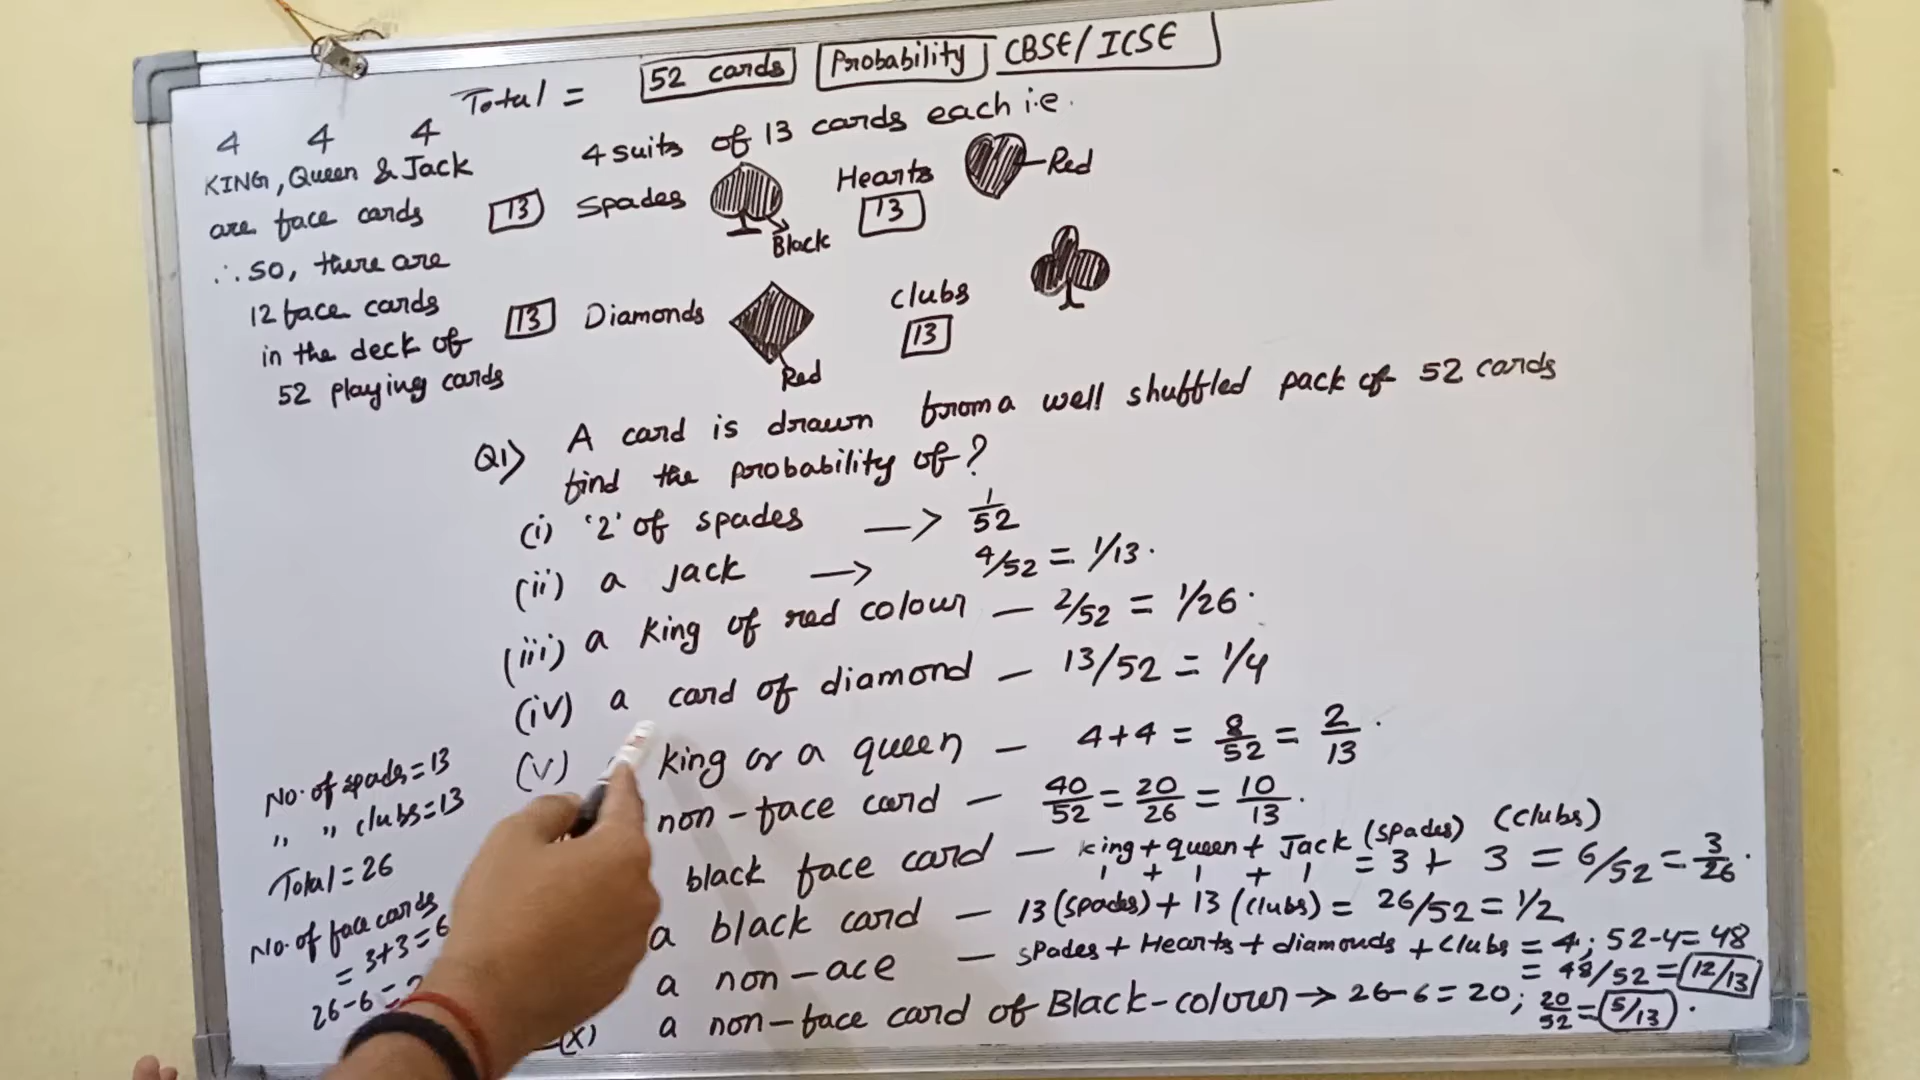 Total = 52 cards Probability CBSE/ICSE
4 4 4
KING, Queen & Jack
are face cards
∴ So, there are
12 face cards
in the deck of
52 playing cards
4 suits of 13 cards each i.e.
13 Spades Black Hearts 13 Red
13 Diamonds Red Clubs 13
Q1) A card is drawn from a well shuffled pack of 52 cards
find the probability of?
(i) '2' of spades —> 1/52
(ii) a jack —> 4/52 = 1/13.
(iii) a king of red colour — 2/52 = 1/26.
(iv) a card of diamond — 13/52 = 1/4
(v) king or a queen — 4+4 = 8/52 = 2/13.
non-face card — 40/52 = 20/26 = 10/13.
black face card — king + queen + Jack (spades) (clubs)
1 + 1 + 1 = 3 + 3 = 6/52 = 3/26.
a black card — 13 (spades) + 13 (clubs) = 26/52 = 1/2
a non-ace — spades + Hearts + diamonds + clubs = 4; 52-4 = 48
= 48/52 = 12/13
(x) a non-face card of Black-colour → 26-6 = 20; 20/52 = 5/13.
No. of spads = 13
" " clubs = 13
Total = 26
No. of face cards
= 3+3 = 6
26-6 =